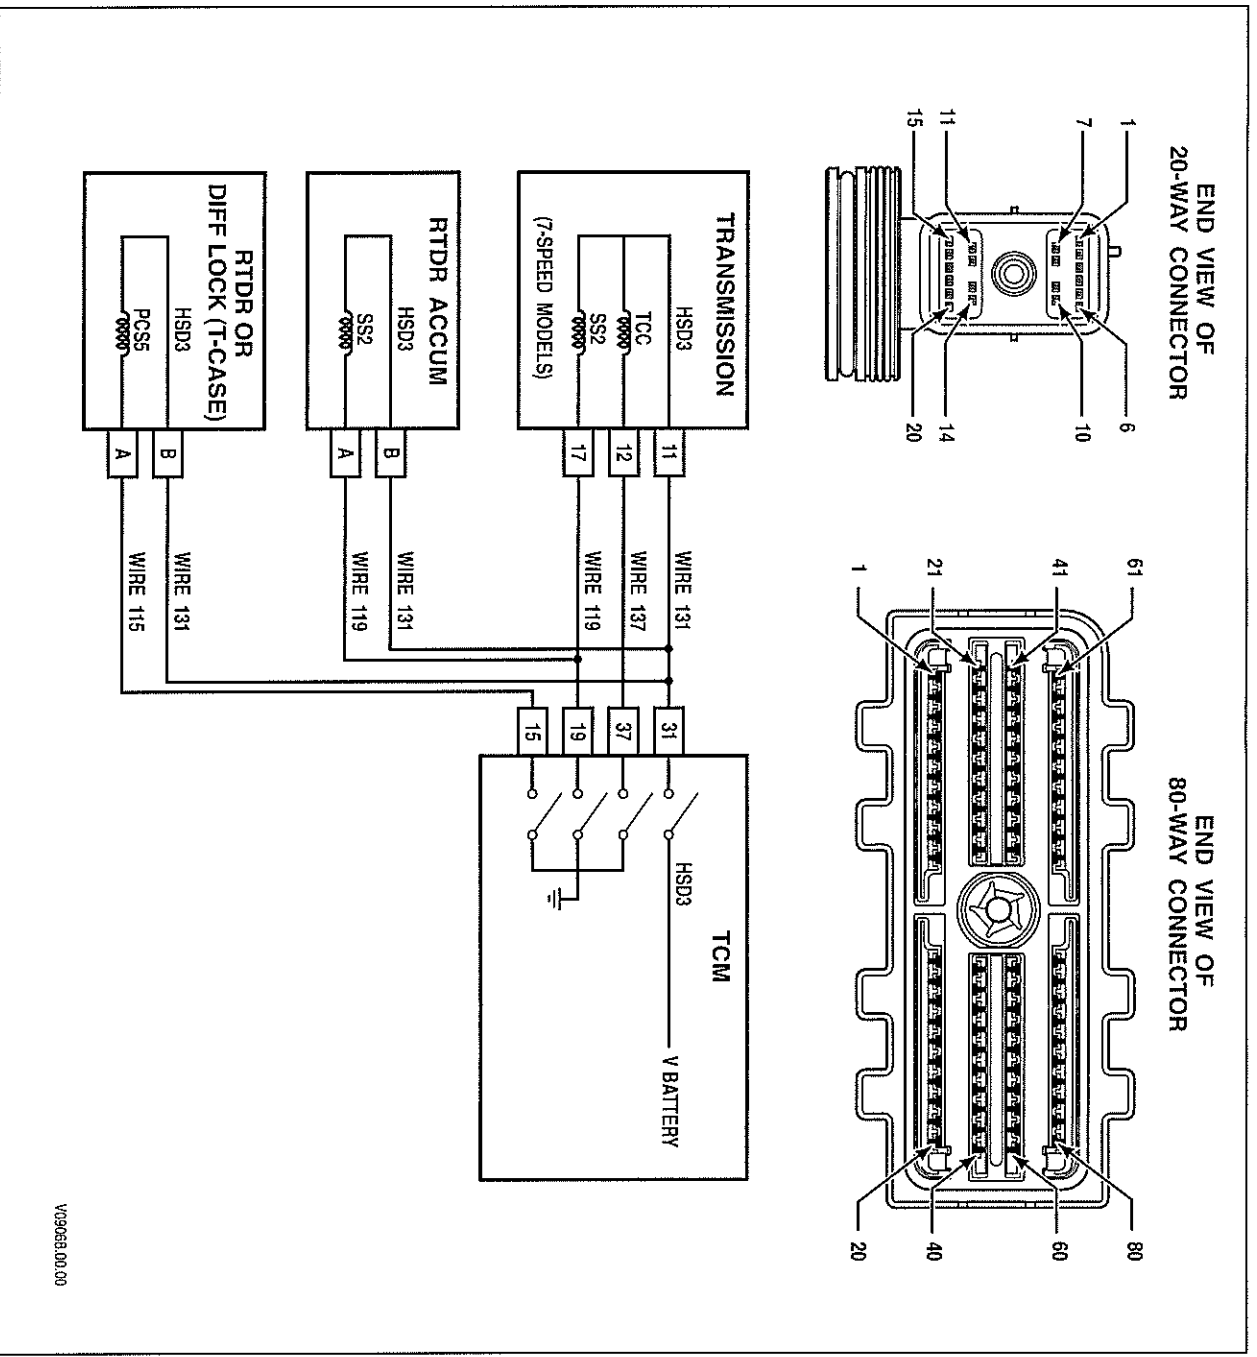 END VIEW OF
20-WAY CONNECTOR
1
7
11
15
6
10
14
20
END VIEW OF
80-WAY CONNECTOR
61
41
21
1
80
60
40
20
TRANSMISSION
HSD3
TCC
SS2
(7-SPEED MODELS)
11
12
17
WIRE 131
WIRE 137
WIRE 119
RTDR ACCUM
HSD3
SS2
B
A
WIRE 131
WIRE 119
RTDR OR
DIFF LOCK (T-CASE)
HSD3
PCS5
B
A
WIRE 131
WIRE 115
31
37
19
15
TCM
HSD3
V BATTERY
V09068.00.00